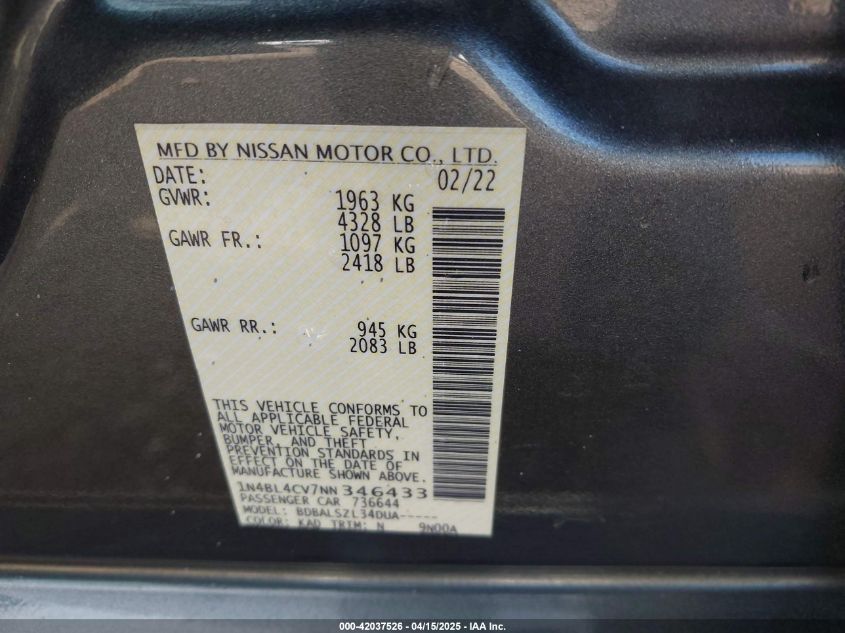 MFD BY NISSAN MOTOR CO., LTD.
DATE: 02/22
GVWR: 1963 KG
4328 LB
GAWR FR.: 1097 KG
2418 LB
GAWR RR.: 945 KG
2083 LB
THIS VEHICLE CONFORMS TO
ALL APPLICABLE FEDERAL
MOTOR VEHICLE SAFETY,
BUMPER, AND THEFT
PREVENTION STANDARDS IN
EFFECT ON THE DATE OF
MANUFACTURE SHOWN ABOVE.
1N4BL4CV7NN346433
PASSENGER CAR 736644
MODEL: BDBALSZL34DUA-----
COLOR: KAD TRIM: N 9N00A
000-42037526 - 04/15/2025 - IAA Inc.